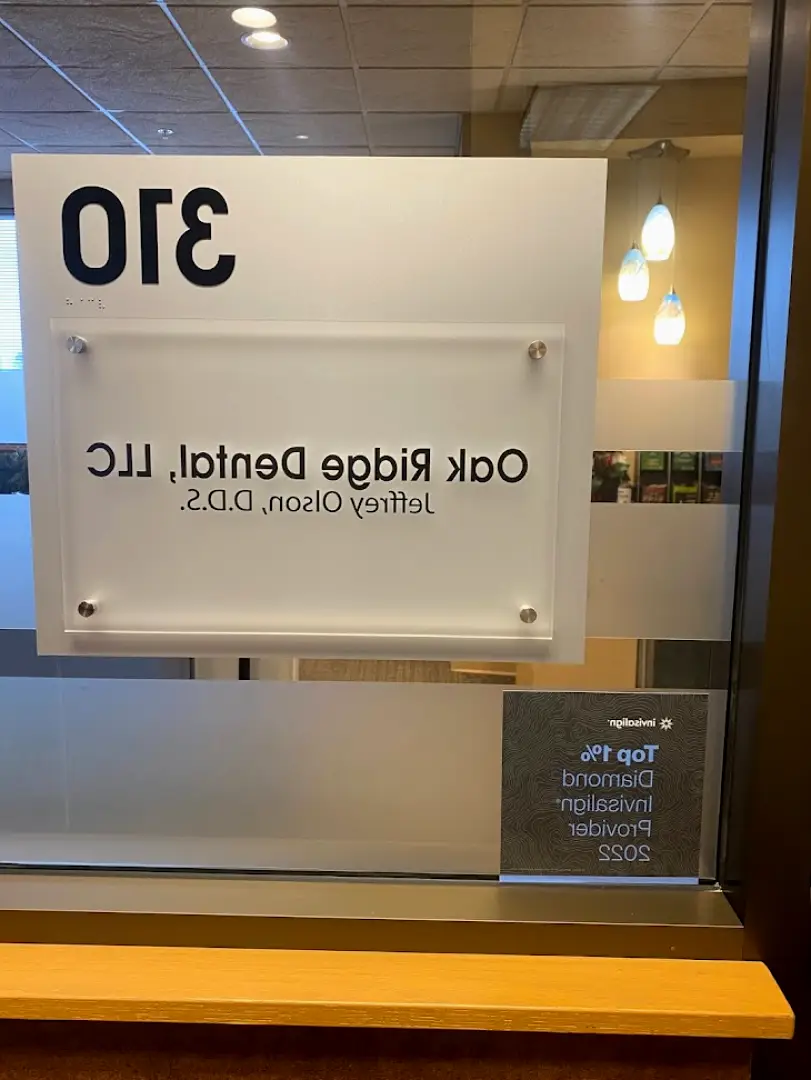 310
Oak Ridge Dental, LLC
Jeffrey Olson, D.D.S.
invisalign
Top 1%
Diamond
Invisalign®
Provider
2022